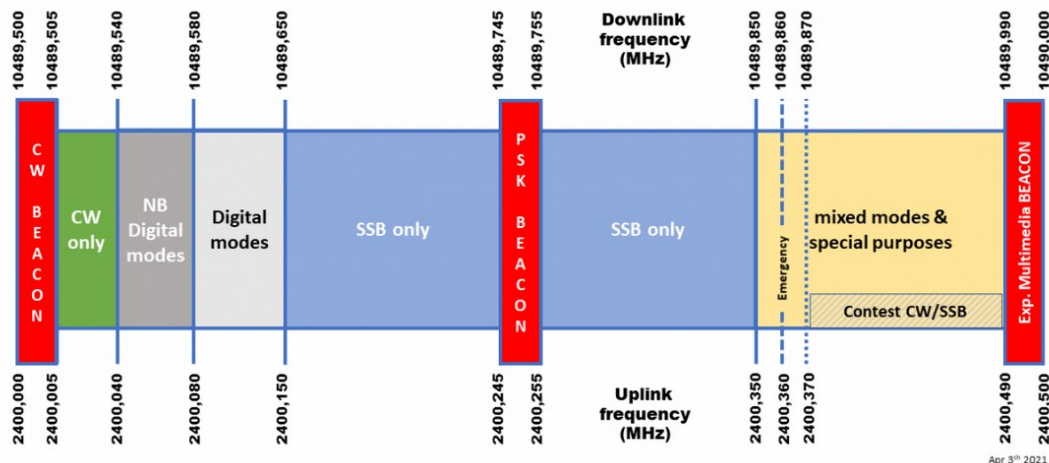 10489,500
10489,505
10489,540
10489,580
10489,650
10489,745
10489,755
Downlink
frequency
(MHz)
10489,850
10489,860
10489,870
10489,990
10490,000
CW BEACON
CW
only
NB
Digital
modes
Digital
modes
SSB only
PSK BEACON
SSB only
Emergency
mixed modes &
special purposes
Contest CW/SSB
Exp. Multimedia BEACON
2400,000
2400,005
2400,040
2400,080
2400,150
2400,245
2400,255
Uplink
frequency
(MHz)
2400,350
2400,360
2400,370
2400,490
2400,500
Apr 3th 2021